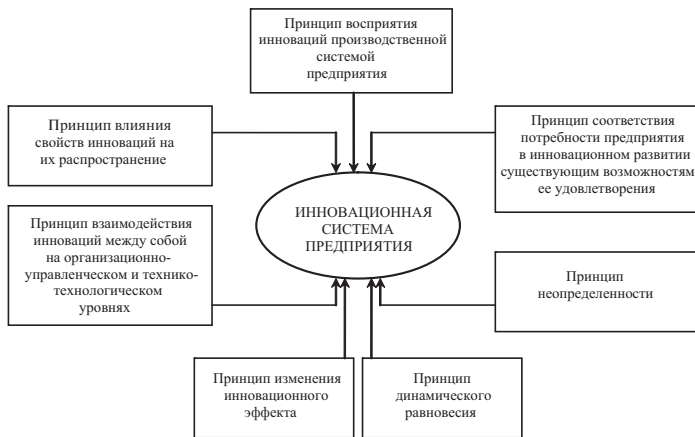 Принцип восприятия
инноваций производственной
системой
предприятия
Принцип влияния
свойств инноваций на
их распространение
Принцип соответствия
потребности предприятия
в инновационном развитии
существующим возможностям
ее удовлетворения
ИННОВАЦИОННАЯ
СИСТЕМА
ПРЕДПРИЯТИЯ
Принцип взаимодействия
инноваций между собой
на организационно-
управленческом и технико-
технологическом
уровнях
Принцип
неопределенности
Принцип изменения
инновационного
эффекта
Принцип
динамического
равновесия